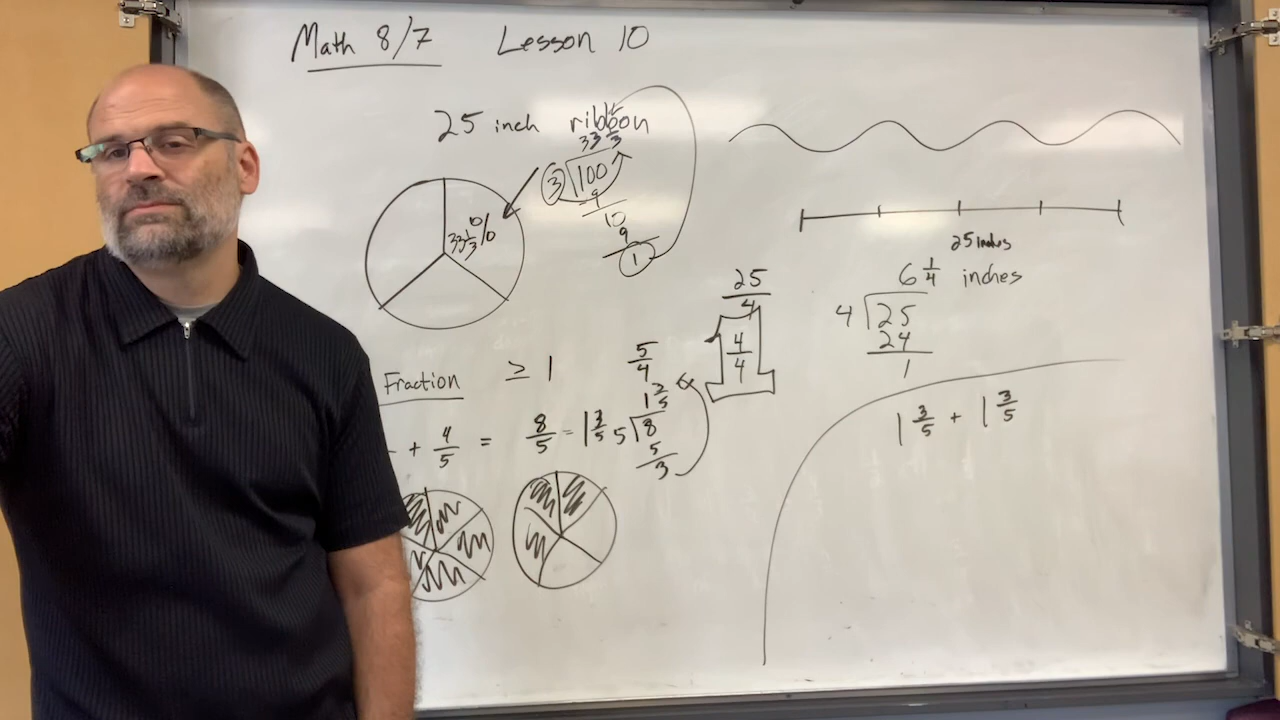 Math 8/7 Lesson 10
25 inch ribbon
33 1/3
3 100
9
10
9
1
33 1/3 %
25 inches
6 1/4 inches
4 25
24
1
25/4
4/4
Fraction ≥ 1
5/4
+ 4/5 = 8/5 = 1 3/5
1 3/5
5 8
5
3
1 3/5 + 1 3/5